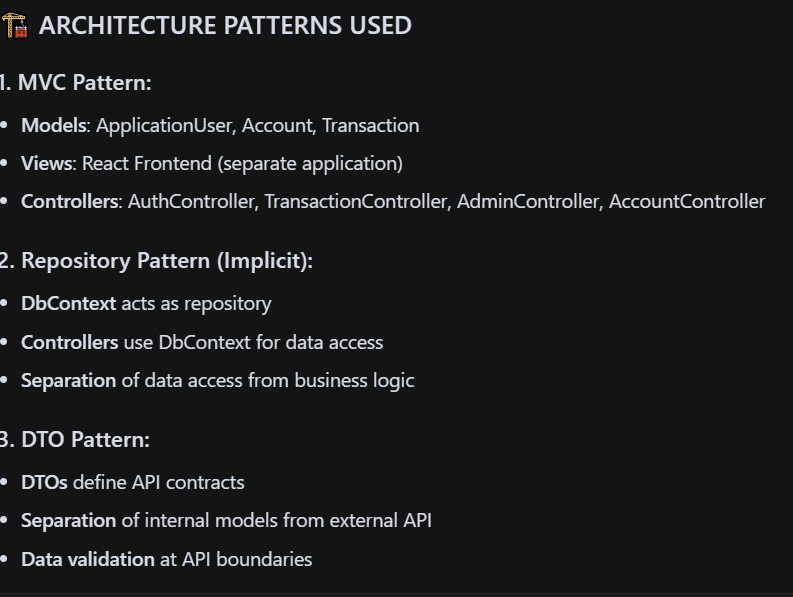 🏗️ ARCHITECTURE PATTERNS USED
1. MVC Pattern:
• Models: ApplicationUser, Account, Transaction
• Views: React Frontend (separate application)
• Controllers: AuthController, TransactionController, AdminController, AccountController
2. Repository Pattern (Implicit):
• DbContext acts as repository
• Controllers use DbContext for data access
• Separation of data access from business logic
3. DTO Pattern:
• DTOs define API contracts
• Separation of internal models from external API
• Data validation at API boundaries